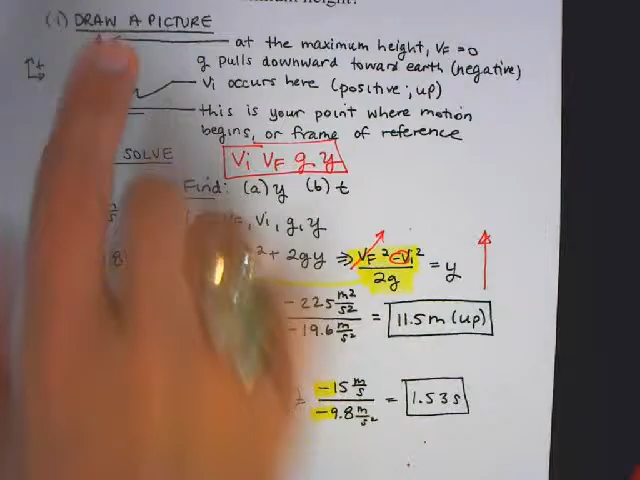 height?
(1) DRAW A PICTURE
at the maximum height, VF = 0
g pulls downward toward earth (negative)
Vi occurs here (positive, up)
this is your point where motion
begins, or frame of reference
SOLVE
Vi VF g y
Find: (a) y (b) t
Vi, g, y
² + 2gy ⇒ VF² - Vi² / 2g = y
-225 m²/s² / -19.6 m/s² = 11.5 m (up)
= -15 m/s / -9.8 m/s² = 1.53 s